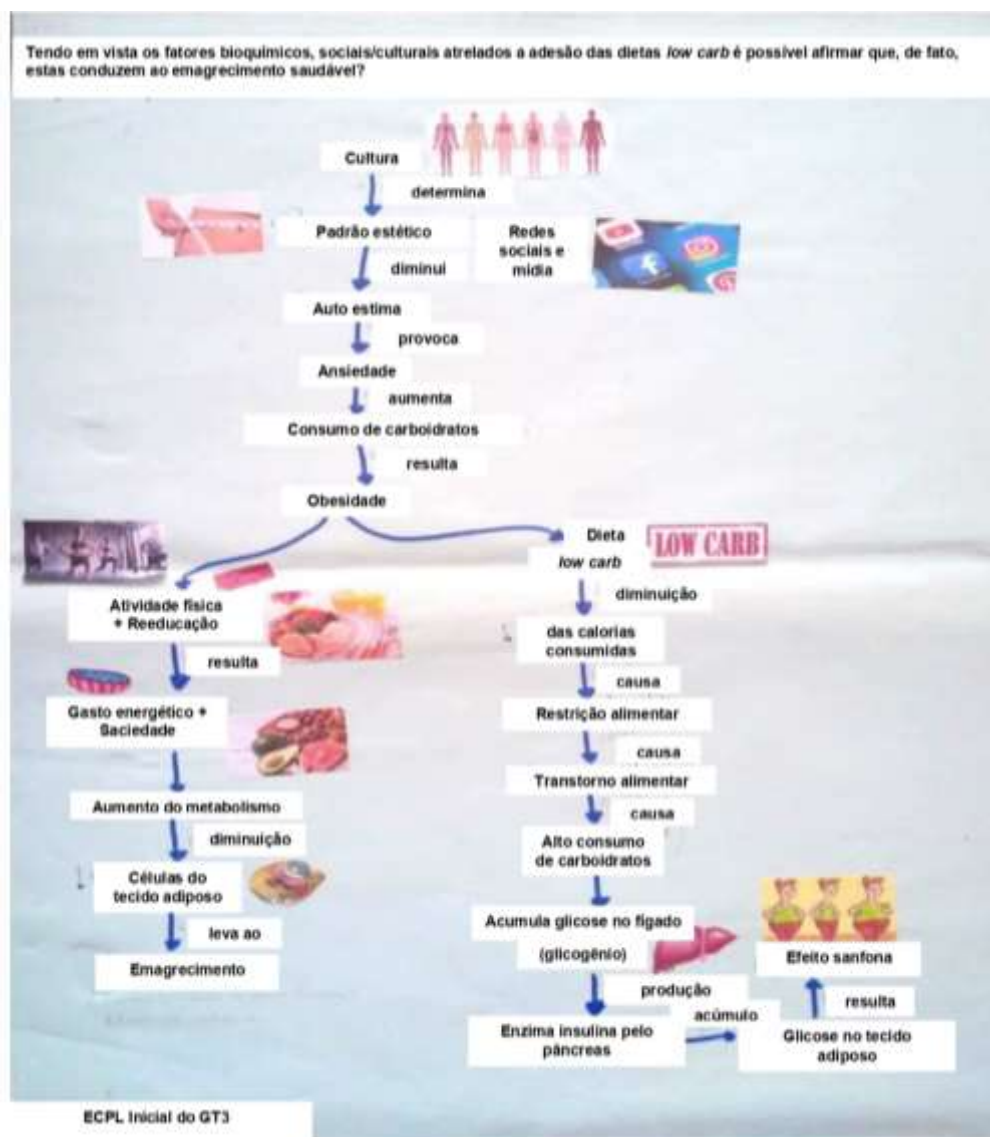 Tendo em vista os fatores bioquímicos, sociais/culturais atrelados a adesão das dietas low carb é possível afirmar que, de fato,
estas conduzem ao emagrecimento saudável?
Cultura
determina
Padrão estético
Redes
sociais e
mídia
diminui
Auto estima
provoca
Ansiedade
aumenta
Consumo de carboidratos
resulta
Obesidade
Atividade física
+ Reeducação
resulta
Gasto energético +
Saciedade
Aumento do metabolismo
diminuição
Células do
tecido adiposo
leva ao
Emagrecimento
Dieta
low carb
LOW CARB
diminuição
das calorias
consumidas
causa
Restrição alimentar
causa
Transtorno alimentar
causa
Alto consumo
de carboidratos
Acumula glicose no fígado
(glicogênio)
produção
Enzima insulina pelo
pâncreas
acúmulo
Glicose no tecido
adiposo
resulta
Efeito sanfona
ECPL Inicial do GT3